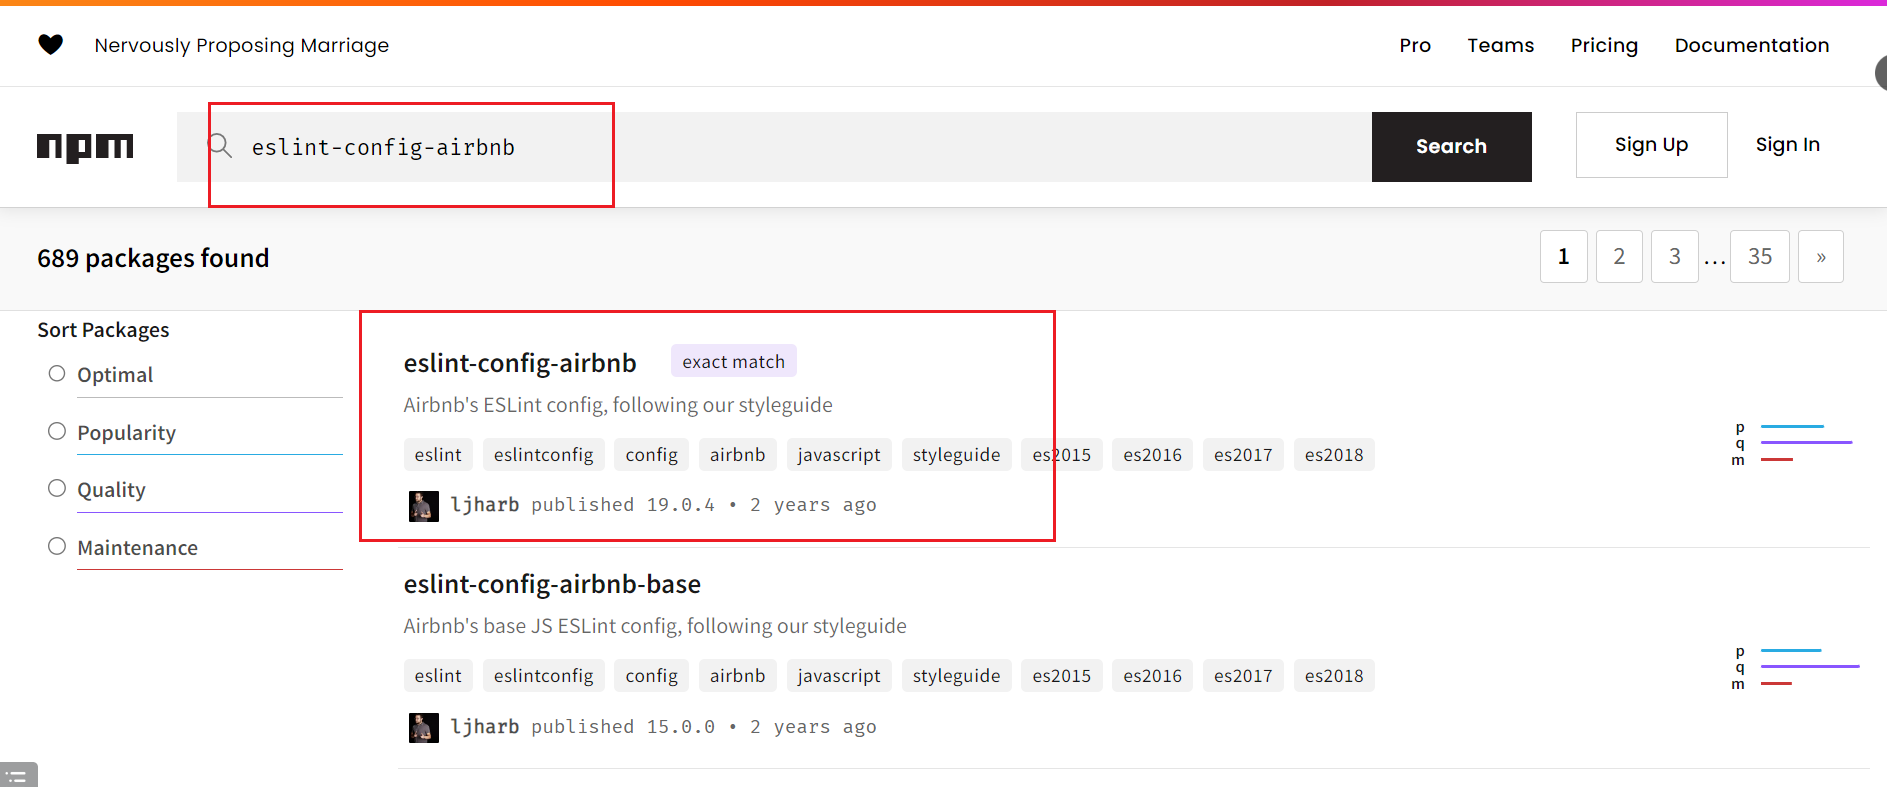 Nervously Proposing Marriage
Pro Teams Pricing Documentation
npm
eslint-config-airbnb
Search
Sign Up
Sign In
689 packages found
1 2 3 ... 35 »
Sort Packages
Optimal
Popularity
Quality
Maintenance
eslint-config-airbnb exact match
Airbnb's ESLint config, following our styleguide
eslint eslintconfig config airbnb javascript styleguide es2015 es2016 es2017 es2018
ljharb published 19.0.4 • 2 years ago
p
q
m
eslint-config-airbnb-base
Airbnb's base JS ESLint config, following our styleguide
eslint eslintconfig config airbnb javascript styleguide es2015 es2016 es2017 es2018
ljharb published 15.0.0 • 2 years ago
p
q
m